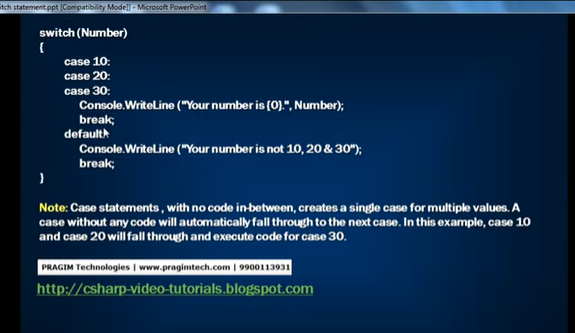 itch statement.ppt [Compatibility Mode]] - Microsoft PowerPoint
switch (Number)
{
case 10:
case 20:
case 30:
Console.WriteLine ("Your number is {0}.", Number);
break;
default:
Console.WriteLine ("Your number is not 10, 20 & 30");
break;
}
Note: Case statements , with no code in-between, creates a single case for multiple values. A
case without any code will automatically fall through to the next case. In this example, case 10
and case 20 will fall through and execute code for case 30.
PRAGIM Technologies | www.pragimtech.com | 9900113931
http://csharp-video-tutorials.blogspot.com